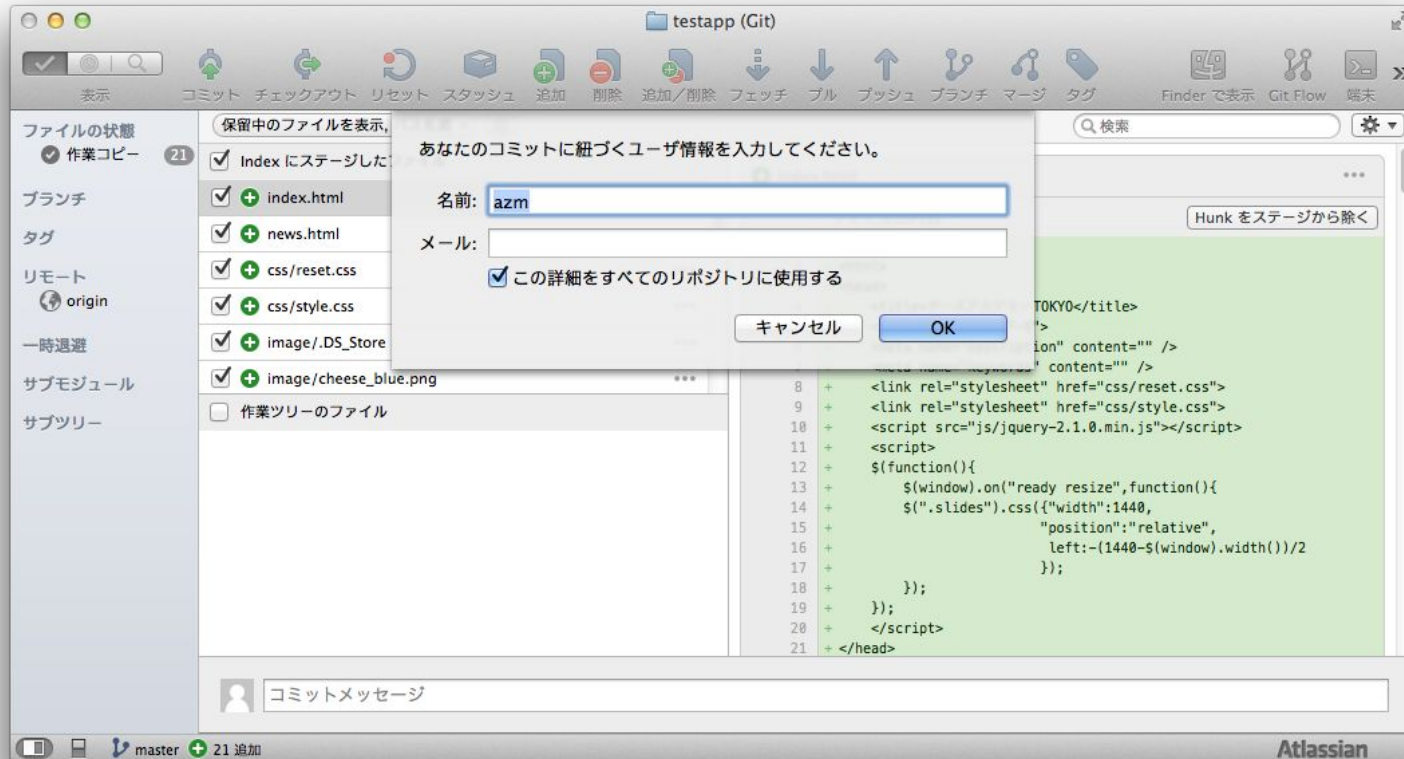 testapp (Git)
表示
コミット チェックアウト リセット スタッシュ 追加 削除 追加／削除 フェッチ プル プッシュ ブランチ マージ タグ Finder で表示 Git Flow 端末
ファイルの状態
作業コピー 21
ブランチ
タグ
リモート
origin
一時退避
サブモジュール
サブツリー
保留中のファイルを表示,
検索
Index にステージした
index.html
news.html
css/reset.css
css/style.css
image/.DS_Store
image/cheese_blue.png
作業ツリーのファイル
あなたのコミットに紐づくユーザ情報を入力してください。
名前: azm
メール:
この詳細をすべてのリポジトリに使用する
キャンセル OK
Hunk をステージから除く
TOKYO</title>
">
content="" />
content="" />
8 + <link rel="stylesheet" href="css/reset.css">
9 + <link rel="stylesheet" href="css/style.css">
10 + <script src="js/jquery-2.1.0.min.js"></script>
11 + <script>
12 + $(function(){
13 + $(window).on("ready resize",function(){
14 + $(".slides").css({"width":1440,
15 + "position":"relative",
16 + left:-(1440-$(window).width())/2
17 + });
18 + });
19 + });
20 + </script>
21 + </head>
コミットメッセージ
master 21 追加
Atlassian